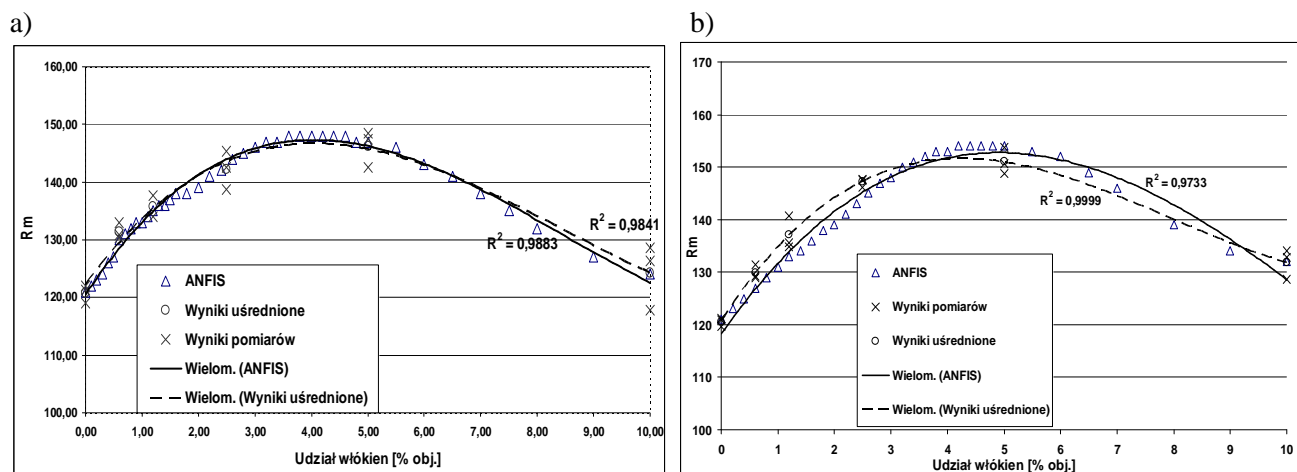 a)
160,00
150,00
140,00
130,00
120,00
110,00
100,00
Rm
R² = 0,9841
R² = 0,9883
ANFIS
Wyniki uśrednione
Wyniki pomiarów
Wielom. (ANFIS)
Wielom. (Wyniki uśrednione)
0,00 1,00 2,00 3,00 4,00 5,00 6,00 7,00 8,00 9,00 10,00
Udział włókien [% obj.]
b)
170
160
150
140
130
120
110
100
Rm
R² = 0,9733
R² = 0,9999
ANFIS
Wyniki pomiarów
Wyniki uśrednione
Wielom. (ANFIS)
Wielom. (Wyniki uśrednione)
0 1 2 3 4 5 6 7 8 9 10
Udział włókien [% obj.]